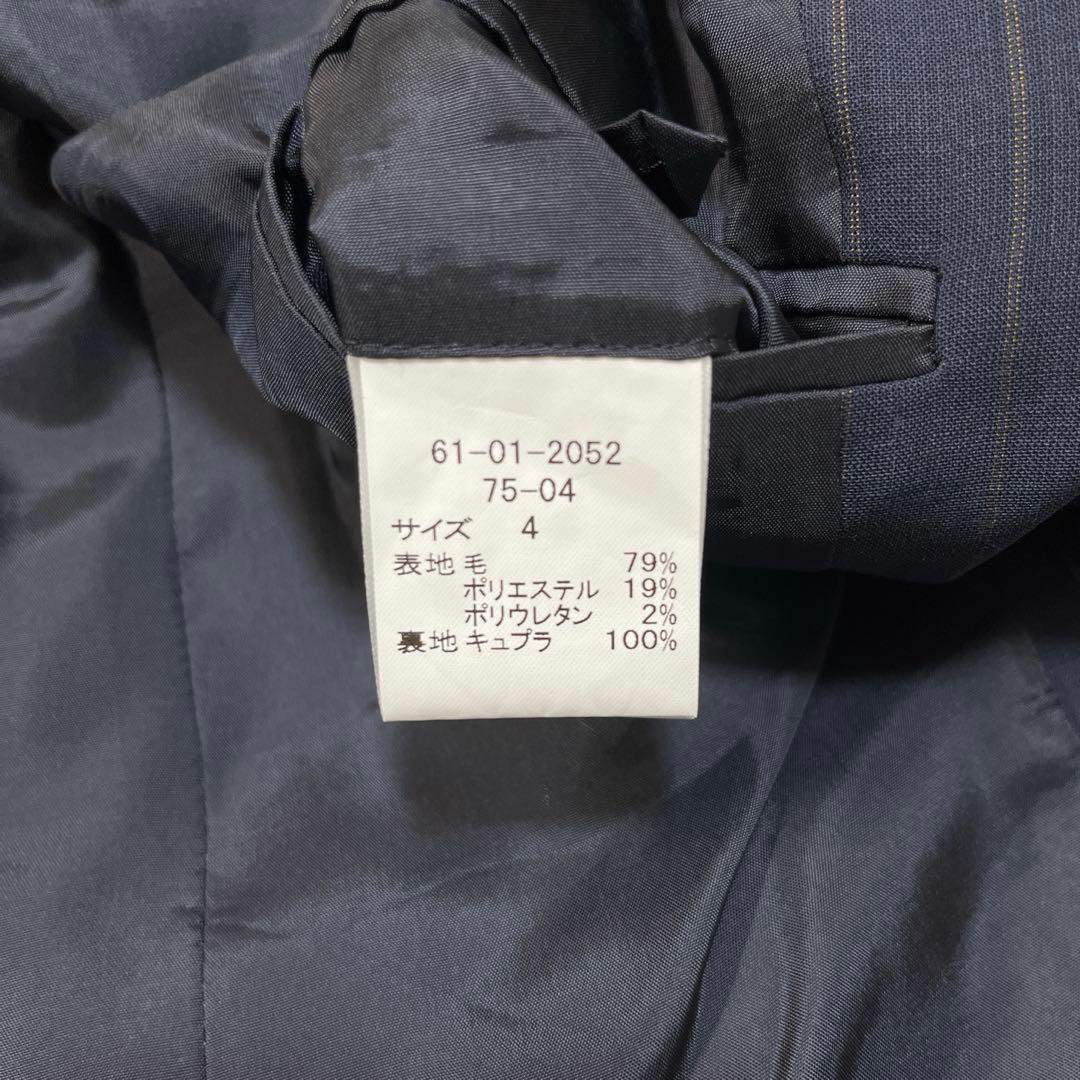 61-01-2052
75-04
サイズ 4
表地 毛 79%
ポリエステル 19%
ポリウレタン 2%
裏地 キュプラ 100%